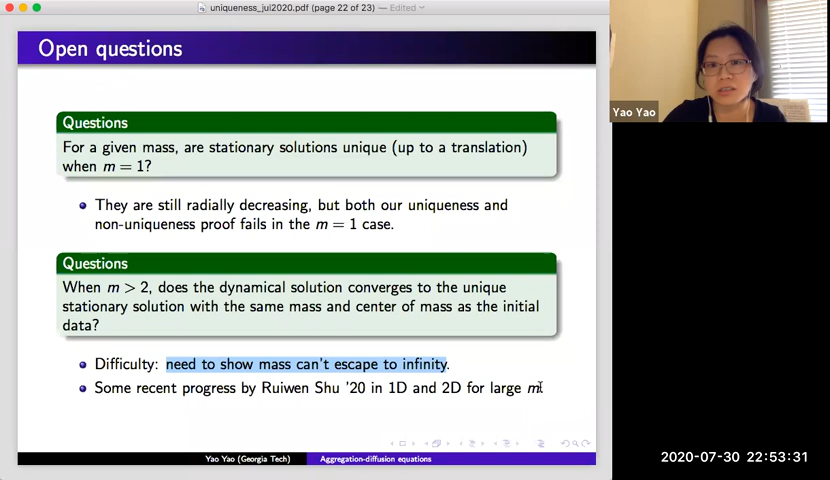 uniqueness_jul2020.pdf (page 22 of 23) — Edited
Open questions
Questions
For a given mass, are stationary solutions unique (up to a translation)
when m = 1?
They are still radially decreasing, but both our uniqueness and
non-uniqueness proof fails in the m = 1 case.
Questions
When m > 2, does the dynamical solution converges to the unique
stationary solution with the same mass and center of mass as the initial
data?
Difficulty: need to show mass can't escape to infinity.
Some recent progress by Ruiwen Shu '20 in 1D and 2D for large m.
Yao Yao (Georgia Tech)
Aggregation-diffusion equations
Yao Yao
2020-07-30 22:53:31